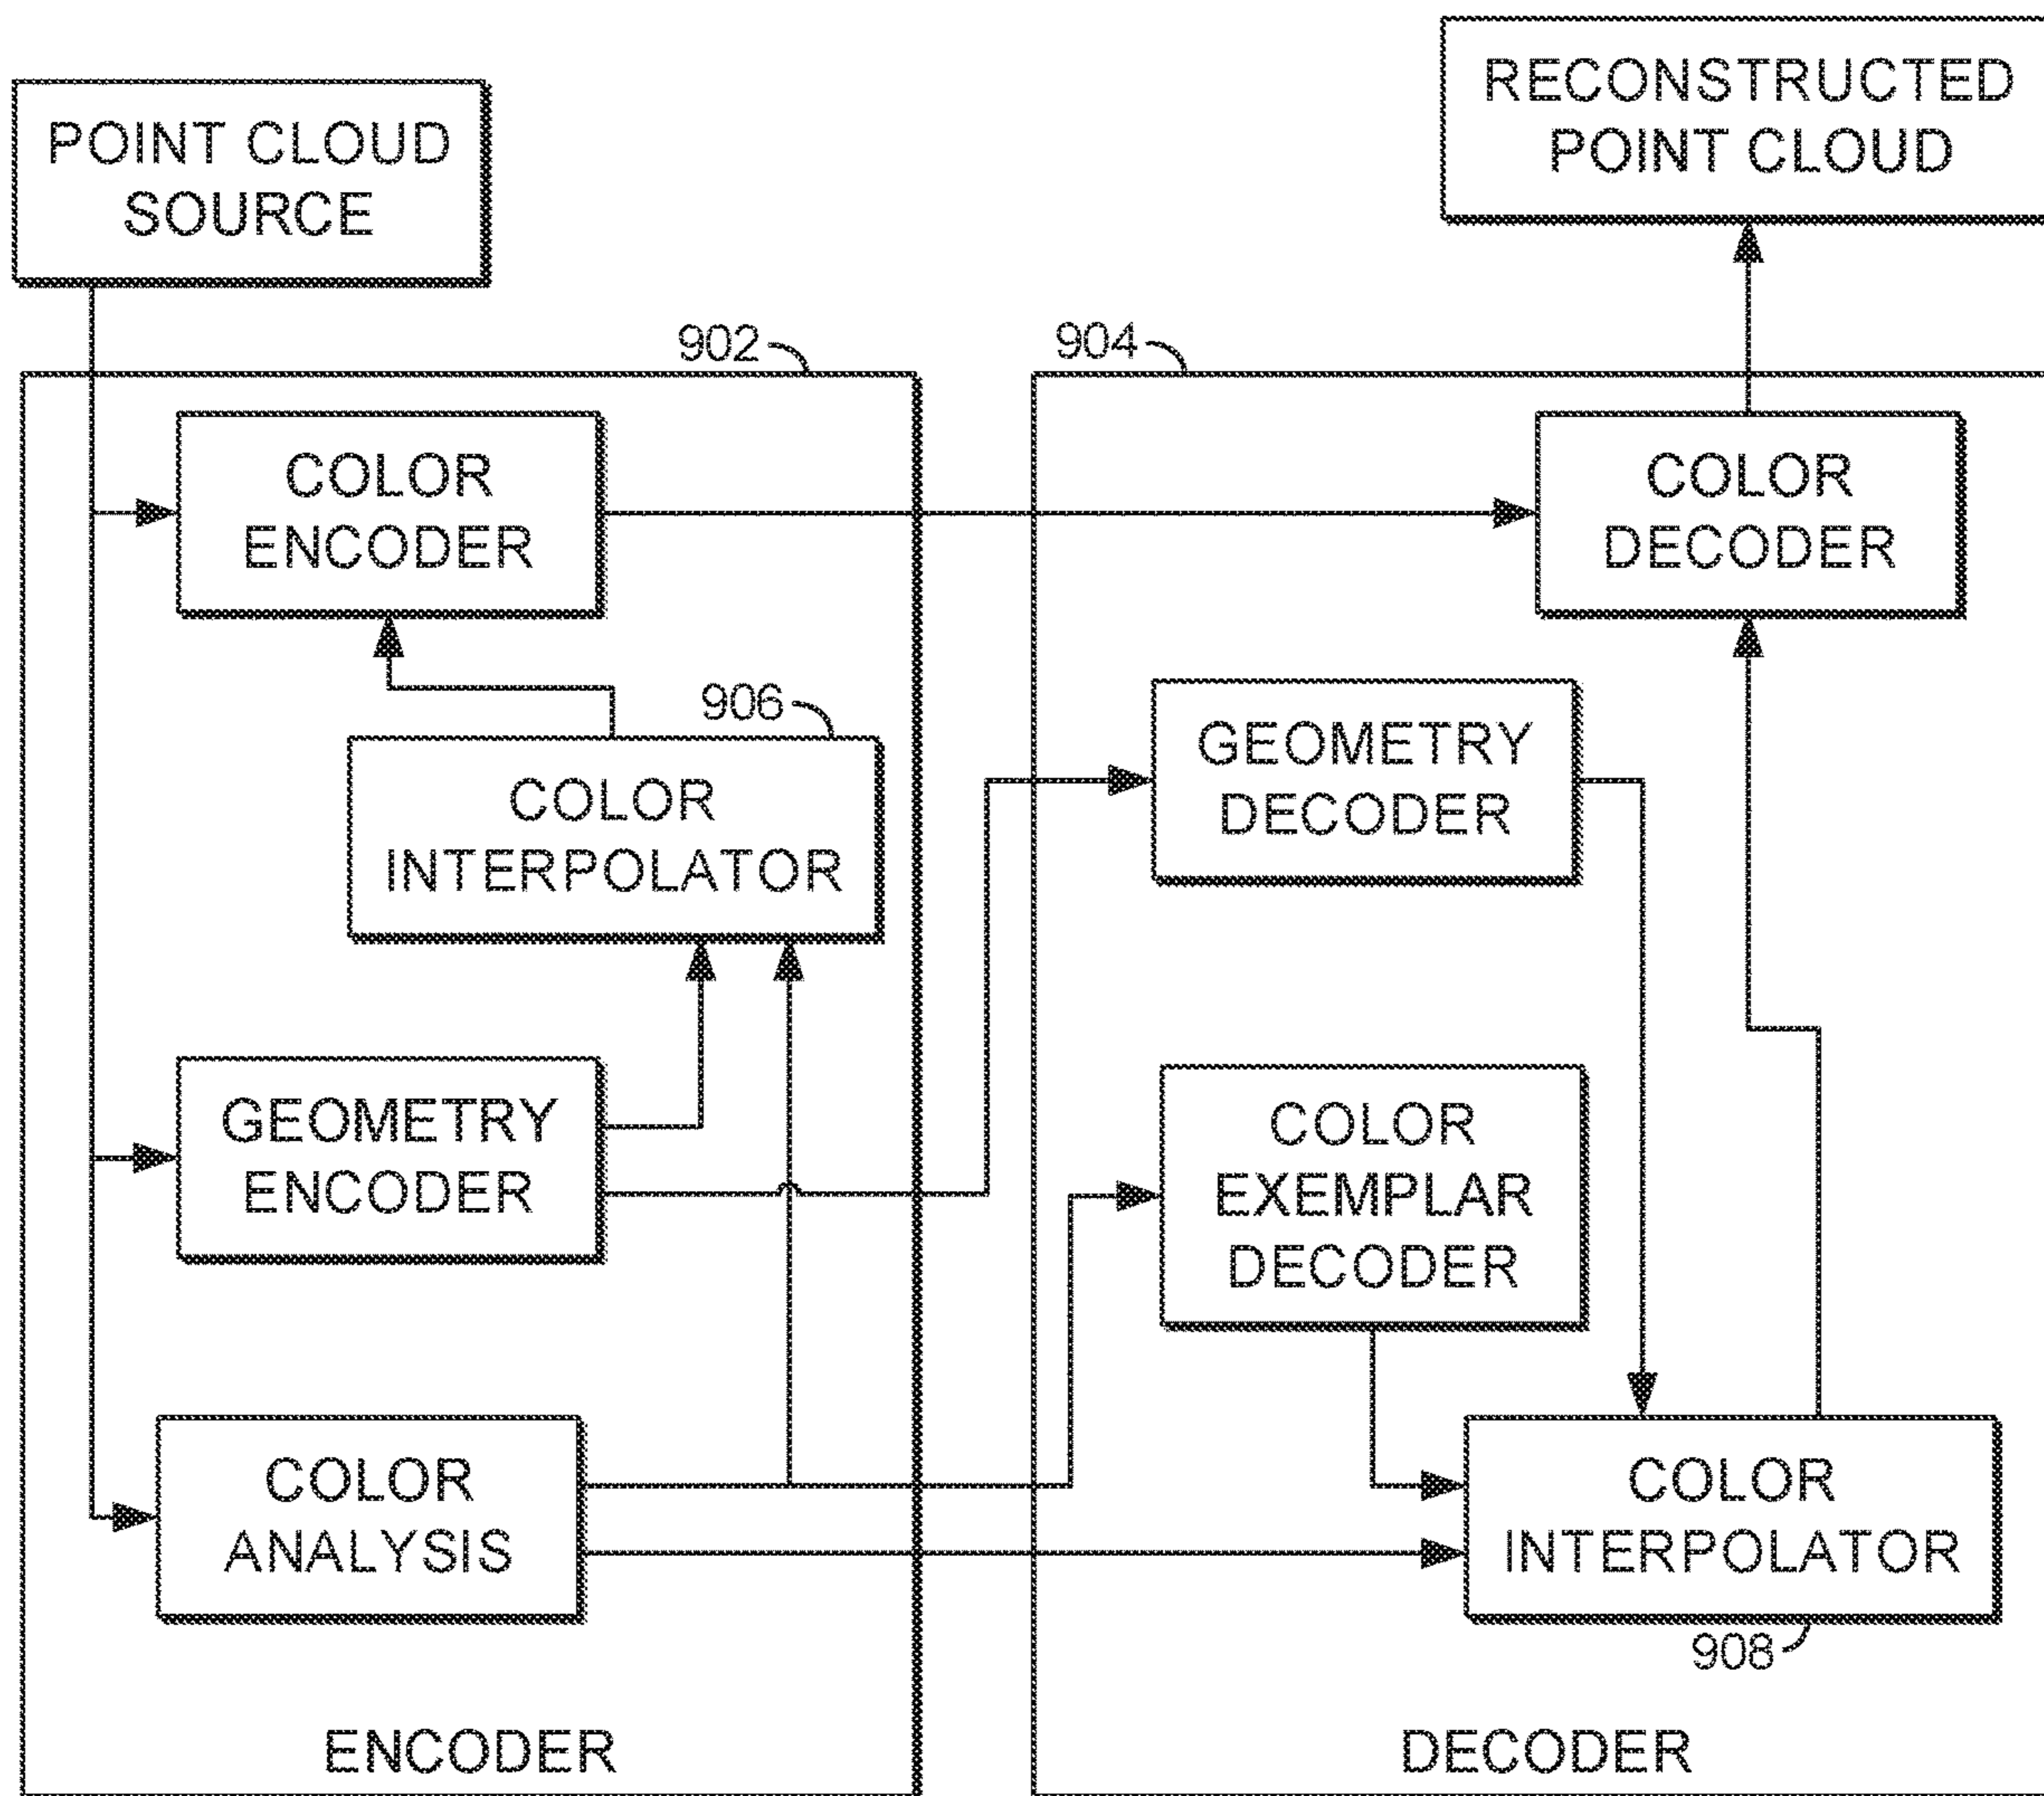 POINT CLOUD
SOURCE
RECONSTRUCTED
POINT CLOUD
902
904
COLOR
ENCODER
COLOR
DECODER
906
COLOR
INTERPOLATOR
GEOMETRY
DECODER
GEOMETRY
ENCODER
COLOR
EXEMPLAR
DECODER
COLOR
ANALYSIS
COLOR
INTERPOLATOR
908
ENCODER
DECODER